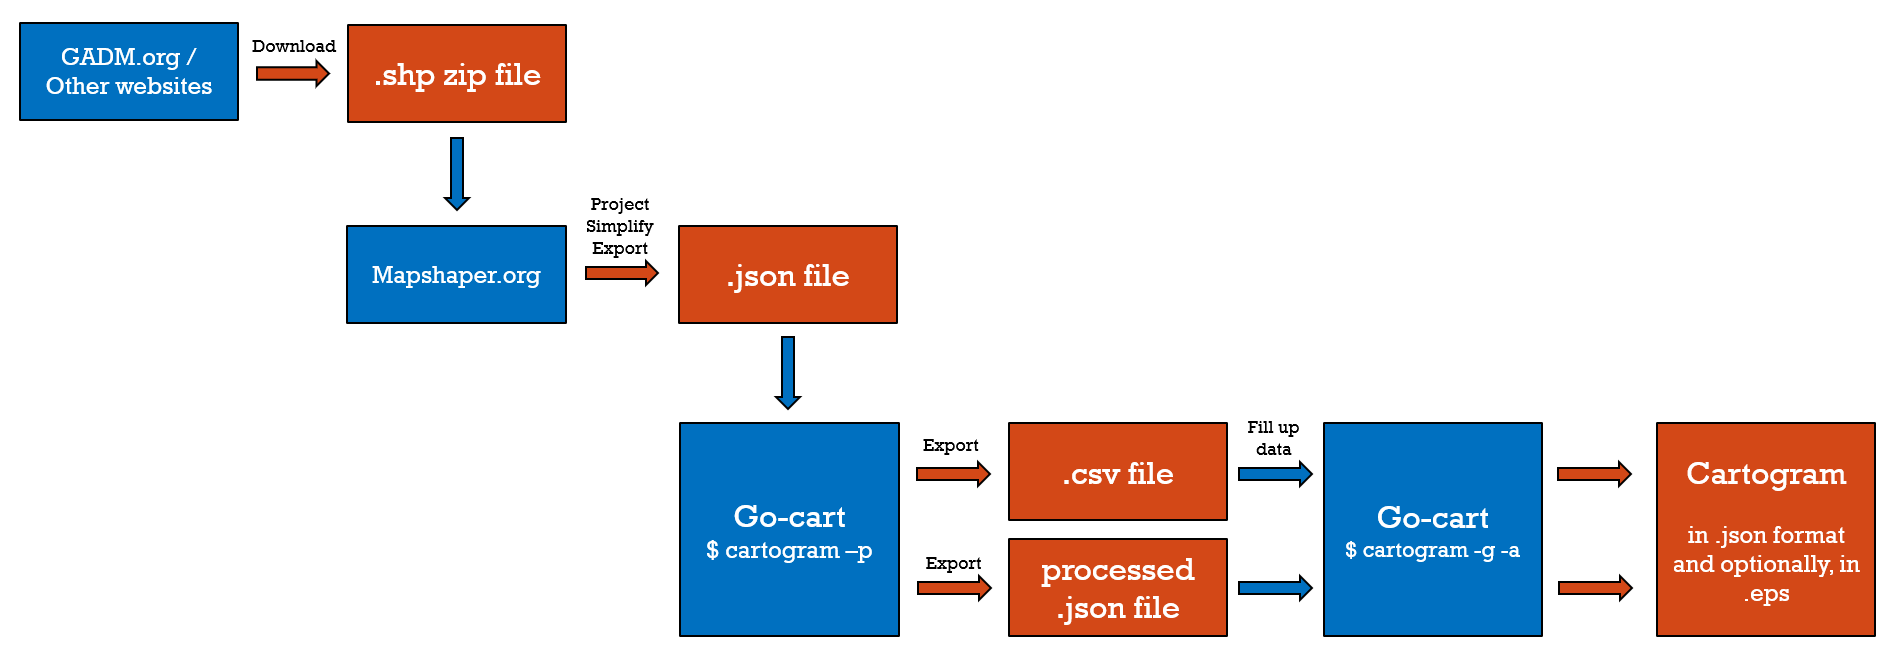 GADM.org /
Other websites
Download
.shp zip file
Mapshaper.org
Project
Simplify
Export
.json file
Go-cart
$ cartogram –p
Export
.csv file
Export
processed
.json file
Fill up
data
Go-cart
$ cartogram -g -a
Cartogram
in .json format
and optionally, in
.eps